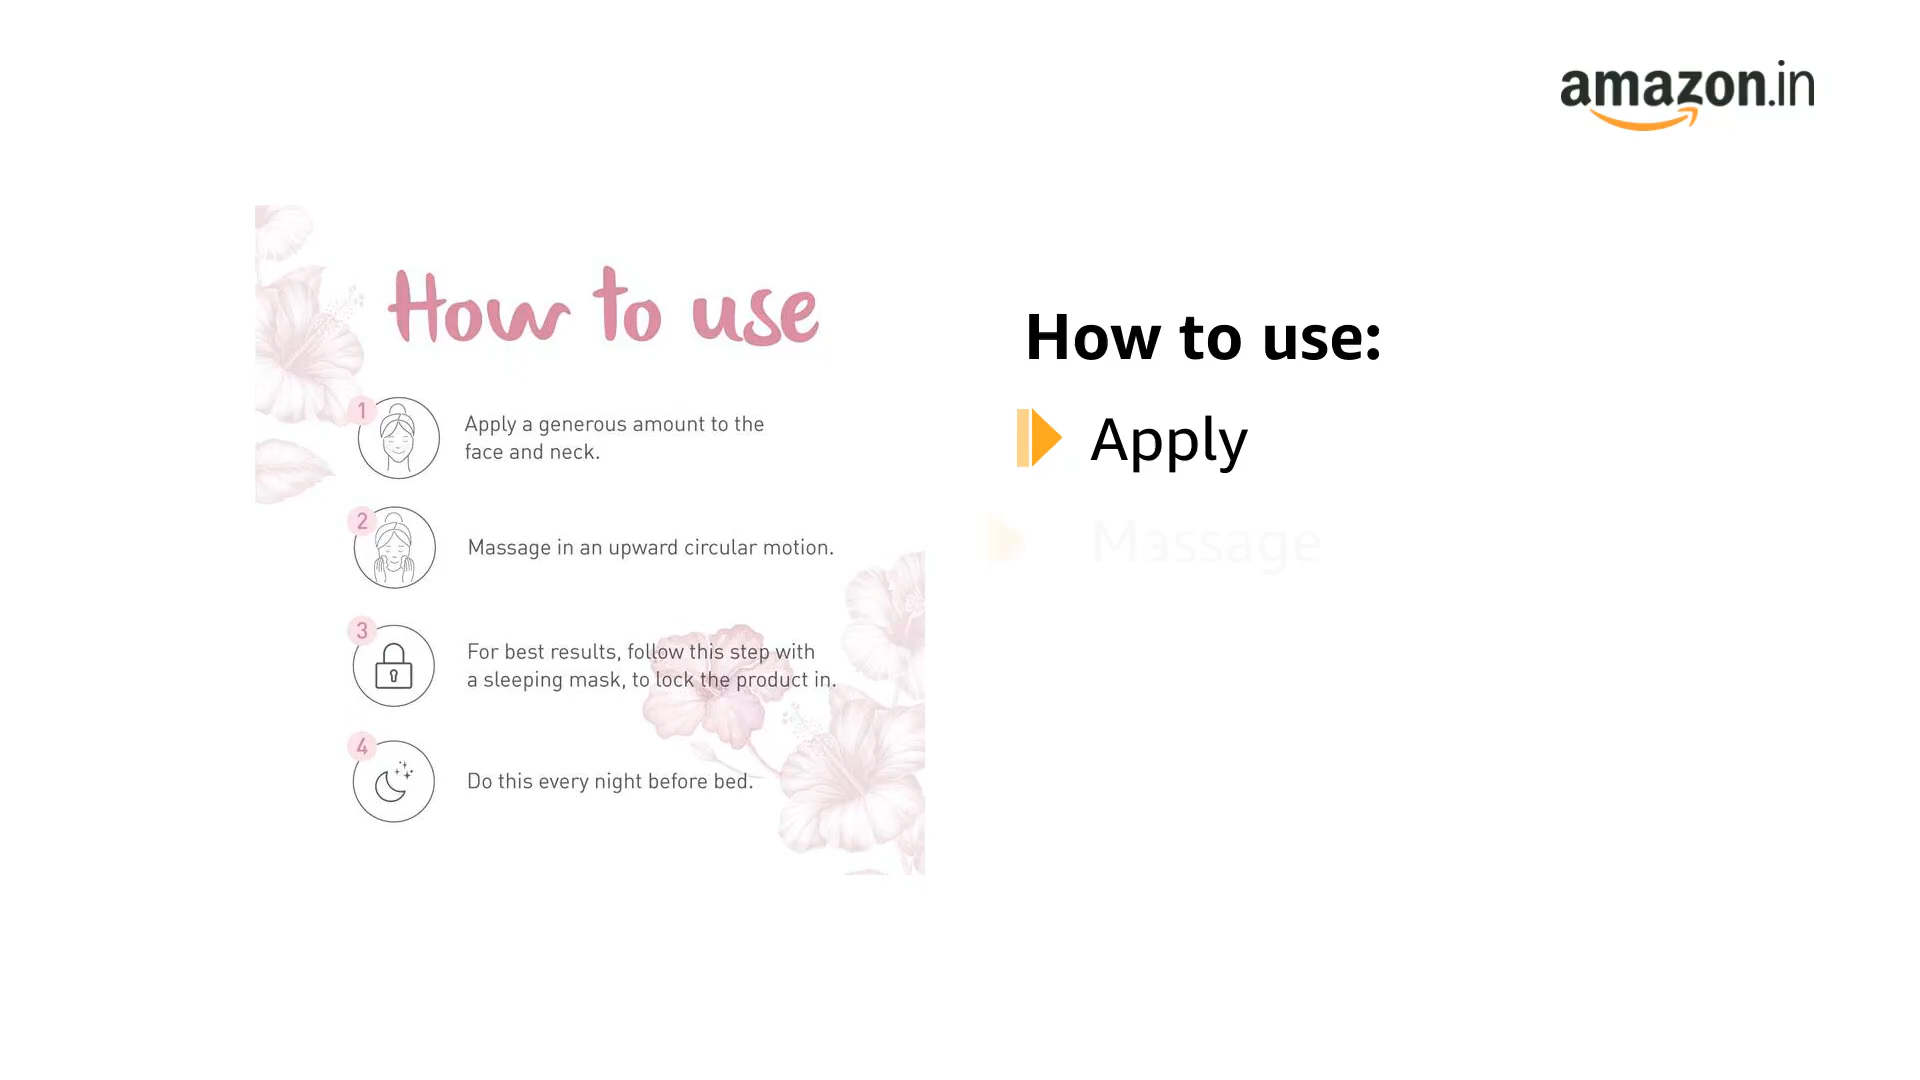 amazon.in
How to use
1
Apply a generous amount to the
face and neck.
2
Massage in an upward circular motion.
3
For best results, follow this step with
a sleeping mask, to lock the product in.
4
Do this every night before bed.
How to use:
Apply
Massage